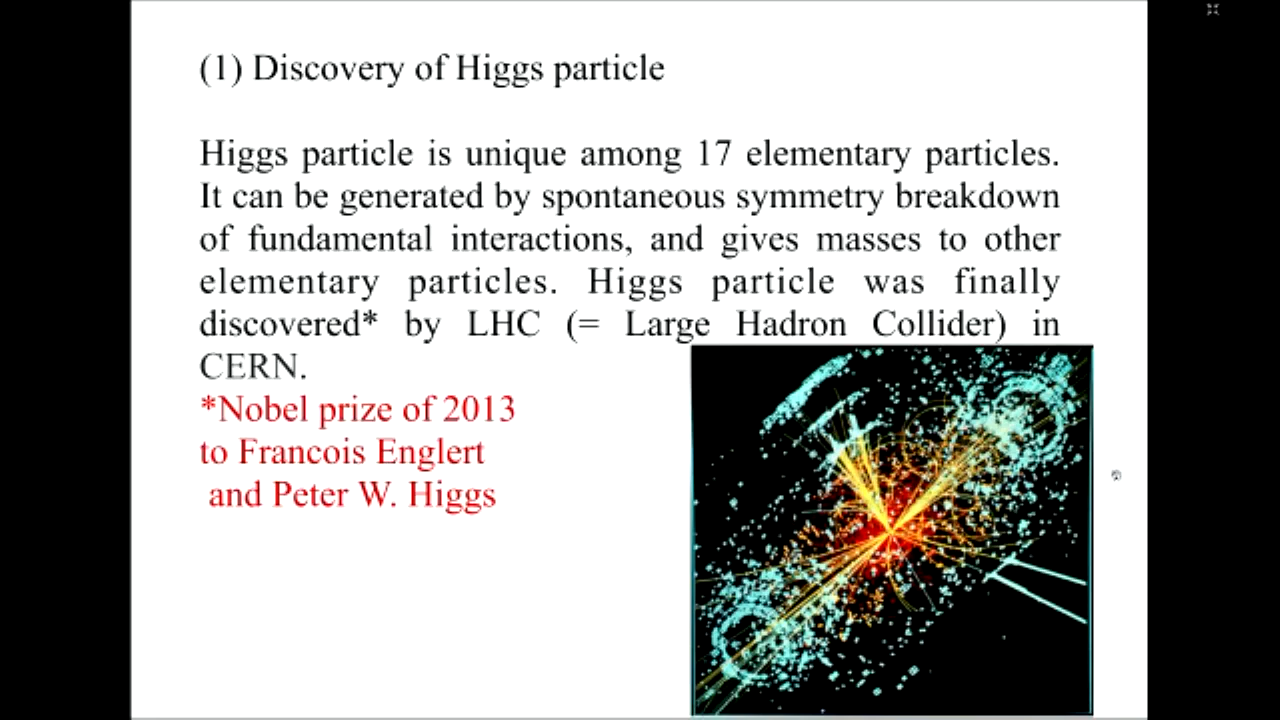 (1) Discovery of Higgs particle
Higgs particle is unique among 17 elementary particles.
It can be generated by spontaneous symmetry breakdown
of fundamental interactions, and gives masses to other
elementary particles. Higgs particle was finally
discovered* by LHC (= Large Hadron Collider) in
CERN.
*Nobel prize of 2013
to Francois Englert
and Peter W. Higgs